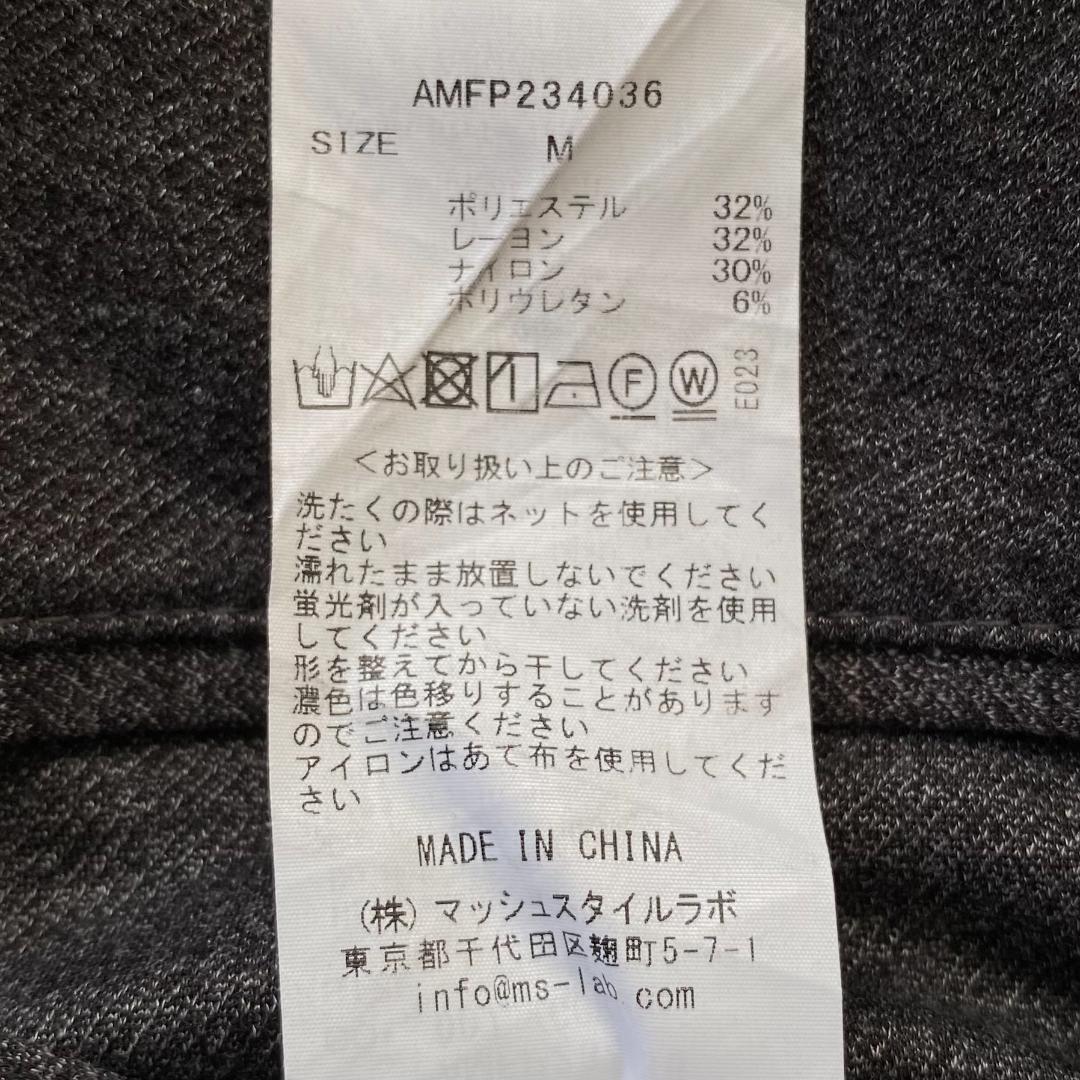 AMFP234036
SIZE M
ポリエステル 32%
レーヨン 32%
ナイロン 30%
ポリウレタン 6%
F W E023
＜お取り扱い上のご注意＞
洗たくの際はネットを使用してく
ださい
濡れたまま放置しないでください
蛍光剤が入っていない洗剤を使用
してください
形を整えてから干してください
濃色は色移りすることがあります
のでご注意ください
アイロンはあて布を使用してくだ
さい
MADE IN CHINA
(株)マッシュスタイルラボ
東京都千代田区麹町5-7-1
info@ms-lab.com